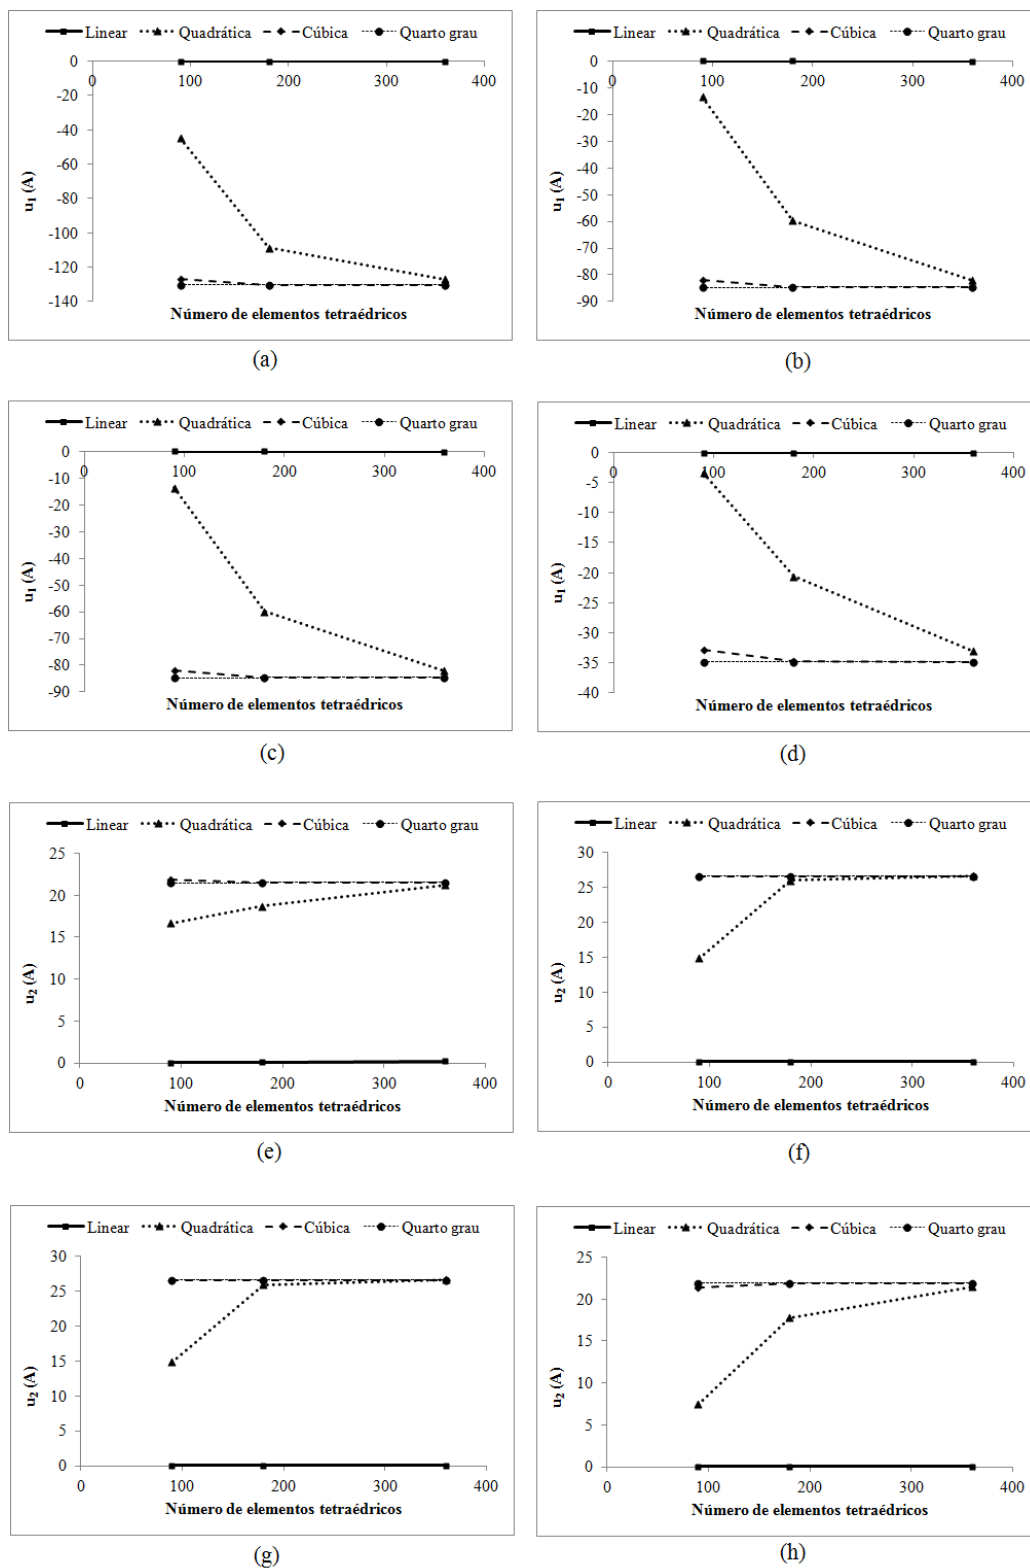 Linear Quadrática Cúbica Quarto grau
0
0 100 200 300 400
-20
-40
-60
-80
-100
-120
-140
u1 (A)
Número de elementos tetraédricos
(a)
Linear Quadrática Cúbica Quarto grau
0
0 100 200 300 400
-10
-20
-30
-40
-50
-60
-70
-80
-90
u1 (A)
Número de elementos tetraédricos
(b)
Linear Quadrática Cúbica Quarto grau
0
0 100 200 300 400
-10
-20
-30
-40
-50
-60
-70
-80
-90
u1 (A)
Número de elementos tetraédricos
(c)
Linear Quadrática Cúbica Quarto grau
0
0 100 200 300 400
-5
-10
-15
-20
-25
-30
-35
-40
u1 (A)
Número de elementos tetraédricos
(d)
Linear Quadrática Cúbica Quarto grau
25
20
15
10
5
0
u2 (A)
0 100 200 300 400
Número de elementos tetraédricos
(e)
Linear Quadrática Cúbica Quarto grau
30
25
20
15
10
5
0
u2 (A)
0 100 200 300 400
Número de elementos tetraédricos
(f)
Linear Quadrática Cúbica Quarto grau
30
25
20
15
10
5
0
u2 (A)
0 100 200 300 400
Número de elementos tetraédricos
(g)
Linear Quadrática Cúbica Quarto grau
25
20
15
10
5
0
u2 (A)
0 100 200 300 400
Número de elementos tetraédricos
(h)